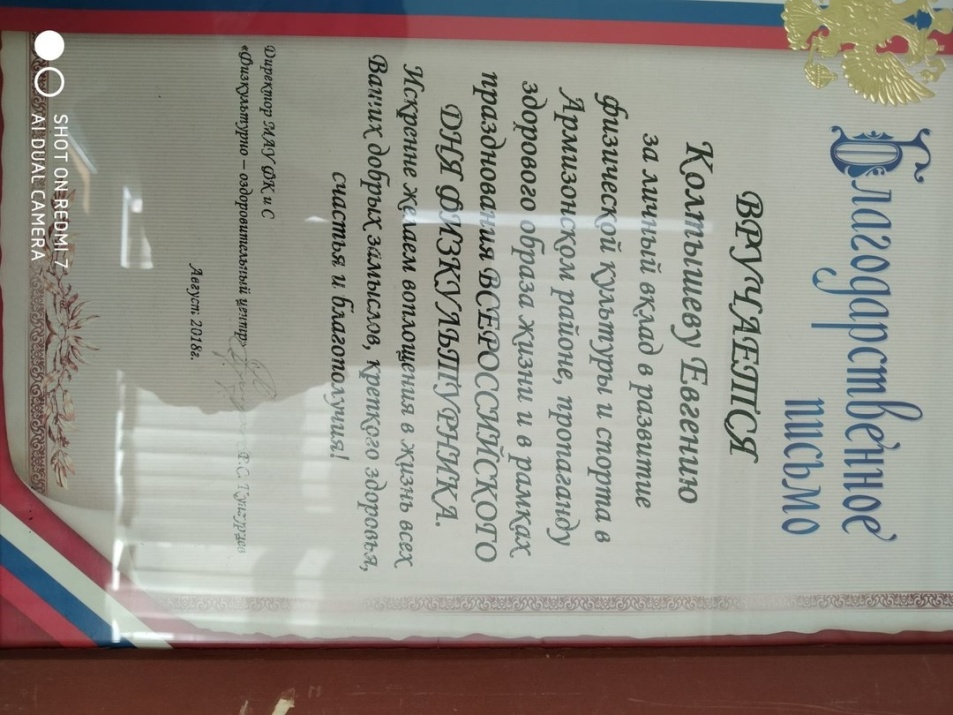 Благодарственное
письмо
ВРУЧАЕТСЯ
Колтышеву Евгению
за личный вклад в развитие
физической культуры и спорта в
Армизонском районе, пропаганду
здорового образа жизни и в рамках
празднования ВСЕРОССИЙСКОГО
ДНЯ ФИЗКУЛЬТУРНИКА.
Искренне желаем воплощения в жизнь всех
Ваших добрых замыслов, крепкого здоровья,
счастья и благополучия!
Директор МАУ ФК и С
«Физкультурно – оздоровительный центр»
Август 2018г.
SHOT ON REDMI 7
AI DUAL CAMERA